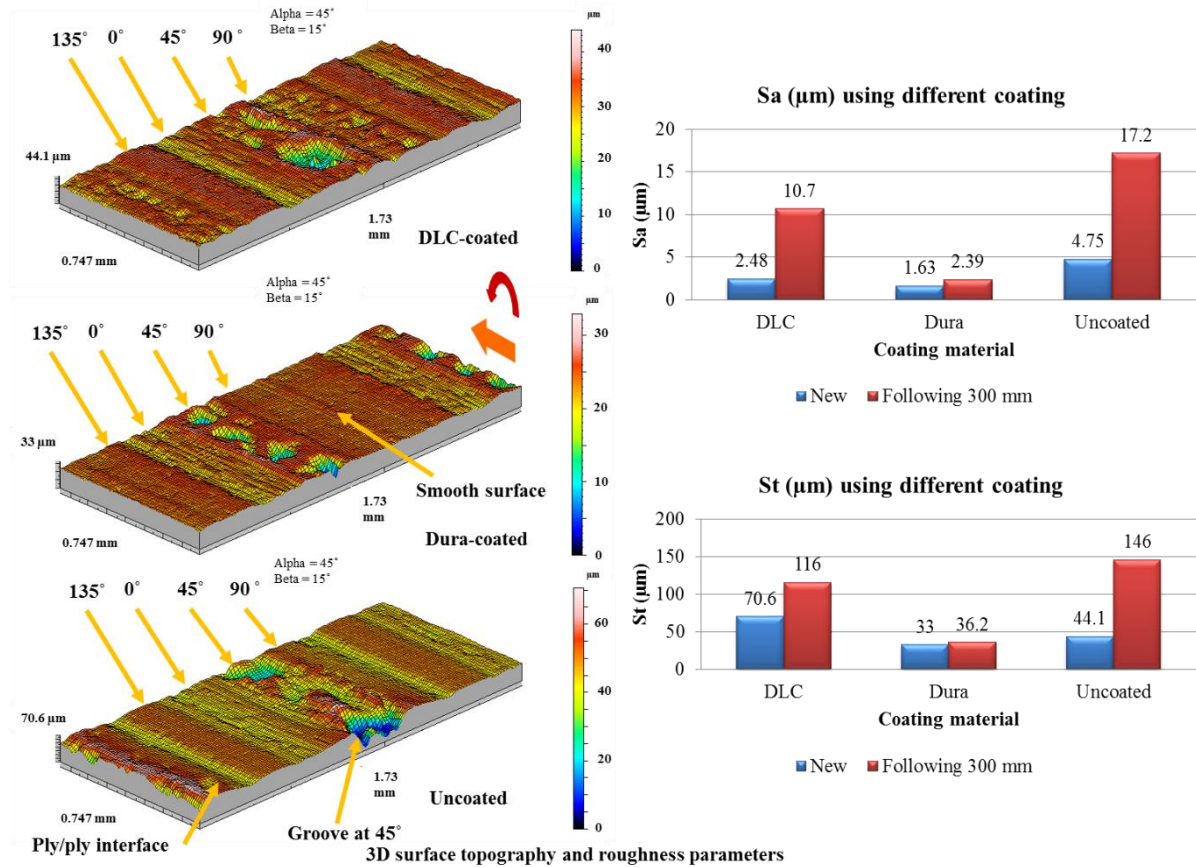 Alpha = 45°
Beta = 15°
135° 0° 45° 90°
44.1 µm
0.747 mm
1.73
mm
DLC-coated
µm
40
30
20
10
0
Alpha = 45°
Beta = 15°
135° 0° 45° 90°
33 µm
0.747 mm
Smooth surface
1.73
mm
Dura-coated
µm
30
20
10
0
Alpha = 45°
Beta = 15°
135° 0° 45° 90°
70.6 µm
0.747 mm
1.73
mm
Uncoated
Ply/ply interface
Groove at 45°
µm
60
40
20
0
Sa (µm) using different coating
Sa (µm)
20
15
10
5
0
2.48 10.7 1.63 2.39 4.75 17.2
DLC Dura Uncoated
Coating material
New Following 300 mm
St (µm) using different coating
St (µm)
200
150
100
50
0
70.6 116 33 36.2 44.1 146
DLC Dura Uncoated
Coating material
New Following 300 mm
3D surface topography and roughness parameters